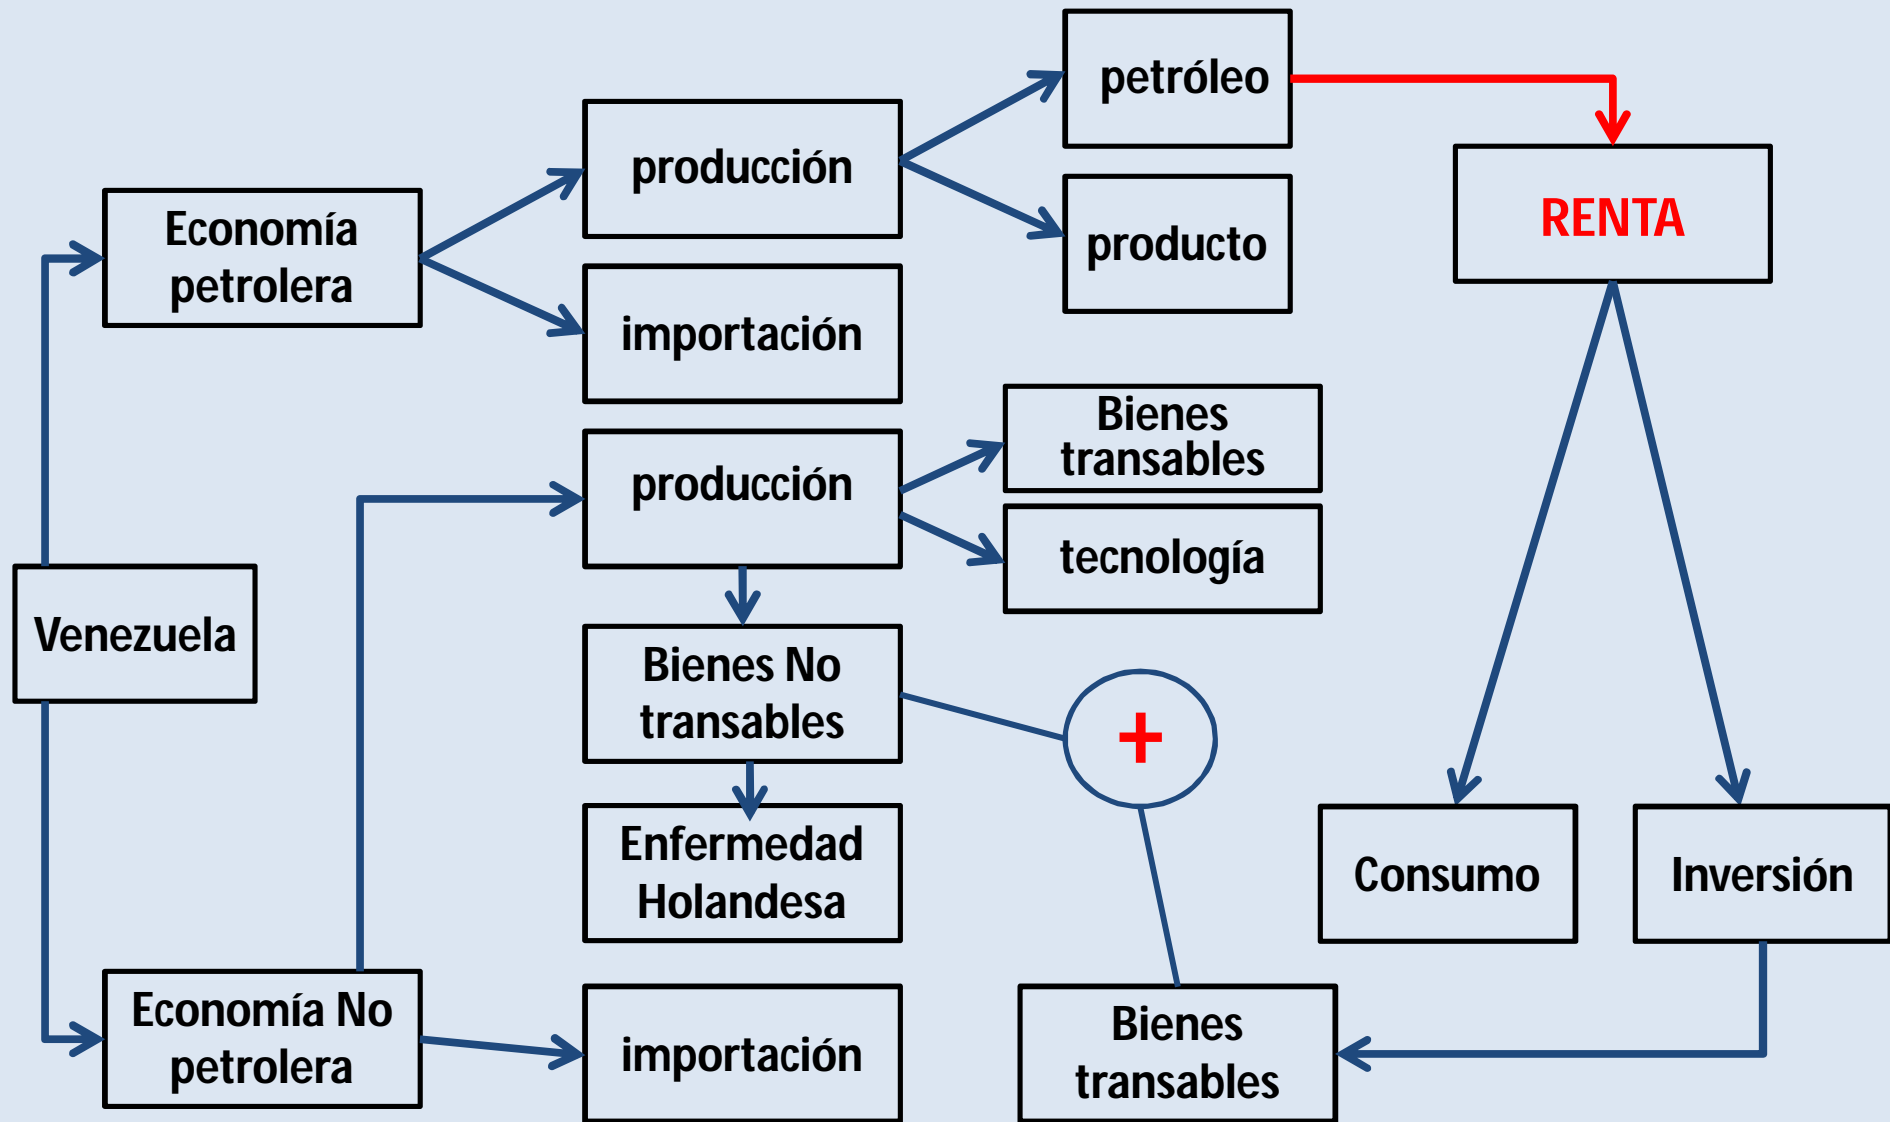 petróleo
producción
RENTA
Economía
petrolera
producto
importación
Bienes
transables
producción
tecnología
Venezuela
Bienes No
transables
+
Enfermedad
Holandesa
Consumo
Inversión
Economía No
petrolera
importación
Bienes
transables